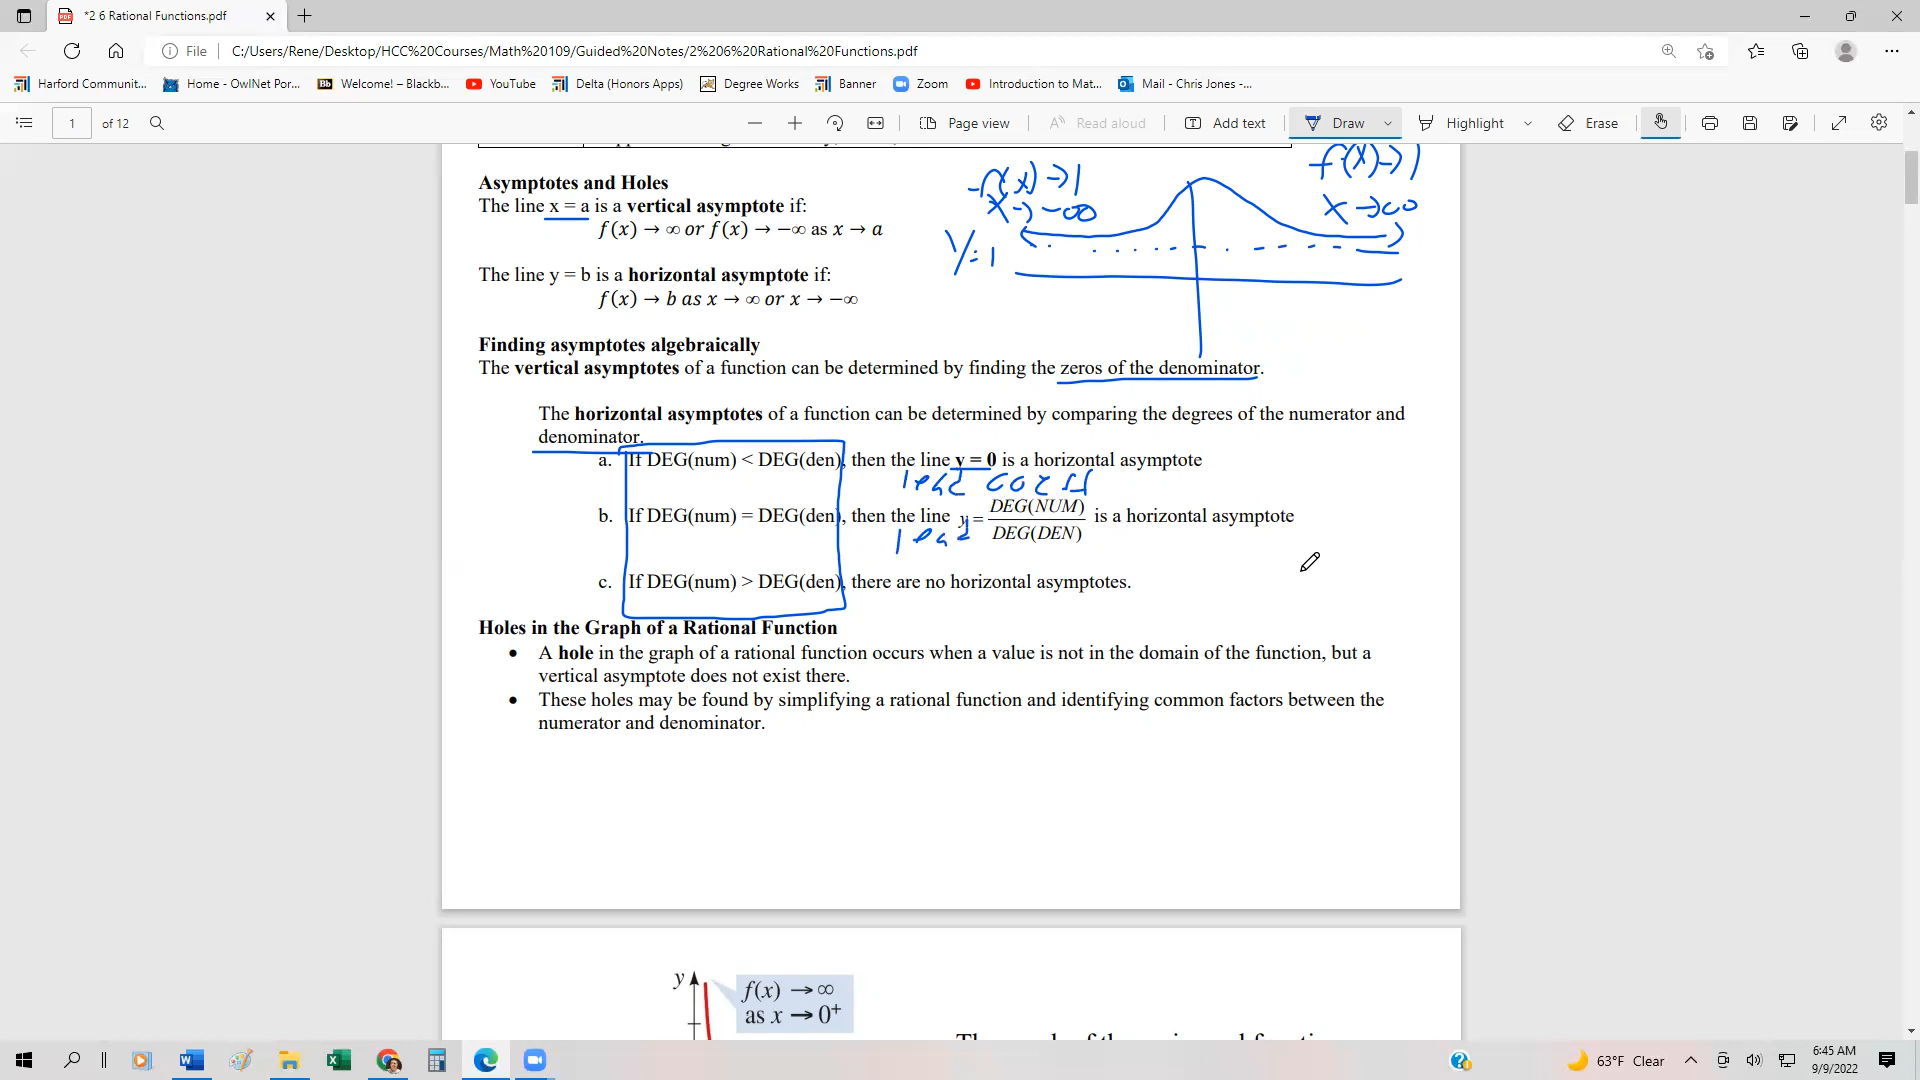 *2 6 Rational Functions.pdf
File C:/Users/Rene/Desktop/HCC%20Courses/Math%20109/Guided%20Notes/2%206%20Rational%20Functions.pdf
Harford Communit... Home - OwlNet Por... Welcome! – Blackb... YouTube Delta (Honors Apps) Degree Works Banner Zoom Introduction to Mat... Mail - Chris Jones -...
1 of 12 Page view Read aloud Add text Draw Highlight Erase
f(x)→1 f(x)→1
x→-∞ x→∞
y=1
Asymptotes and Holes
The line x = a is a vertical asymptote if:
f(x) → ∞ or f(x) → −∞ as x → a
The line y = b is a horizontal asymptote if:
f(x) → b as x → ∞ or x → −∞
Finding asymptotes algebraically
The vertical asymptotes of a function can be determined by finding the zeros of the denominator.
The horizontal asymptotes of a function can be determined by comparing the degrees of the numerator and
denominator.
a. If DEG(num) < DEG(den), then the line y = 0 is a horizontal asymptote
lead coeff
b. If DEG(num) = DEG(den), then the line y = DEG(NUM)/DEG(DEN) is a horizontal asymptote
lead
c. If DEG(num) > DEG(den), there are no horizontal asymptotes.
Holes in the Graph of a Rational Function
• A hole in the graph of a rational function occurs when a value is not in the domain of the function, but a
vertical asymptote does not exist there.
• These holes may be found by simplifying a rational function and identifying common factors between the
numerator and denominator.
y
f(x) → ∞
as x → 0⁺
63°F Clear
6:45 AM
9/9/2022